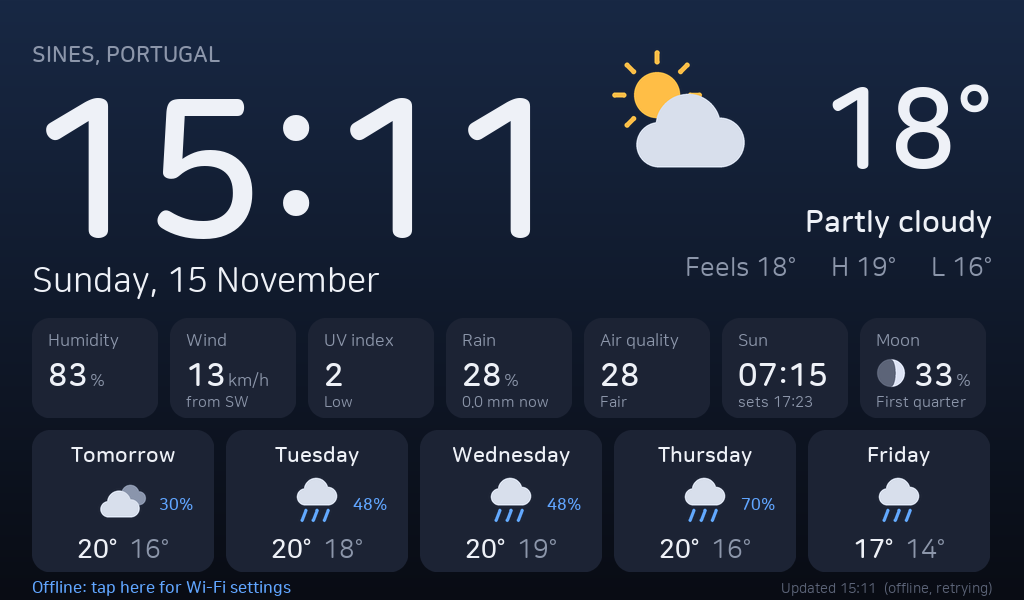 SINES, PORTUGAL
15:11
18°
Partly cloudy
Feels 18° H 19° L 16°
Sunday, 15 November
Humidity
83 %
Wind
13 km/h
from SW
UV index
2
Low
Rain
28 %
0.0 mm now
Air quality
28
Fair
Sun
07:15
sets 17:23
Moon
33 %
First quarter
Tomorrow
30%
20° 16°
Tuesday
48%
20° 18°
Wednesday
48%
20° 19°
Thursday
70%
20° 16°
Friday
17° 14°
Offline: tap here for Wi-Fi settings
Updated 15:11 (offline, retrying)